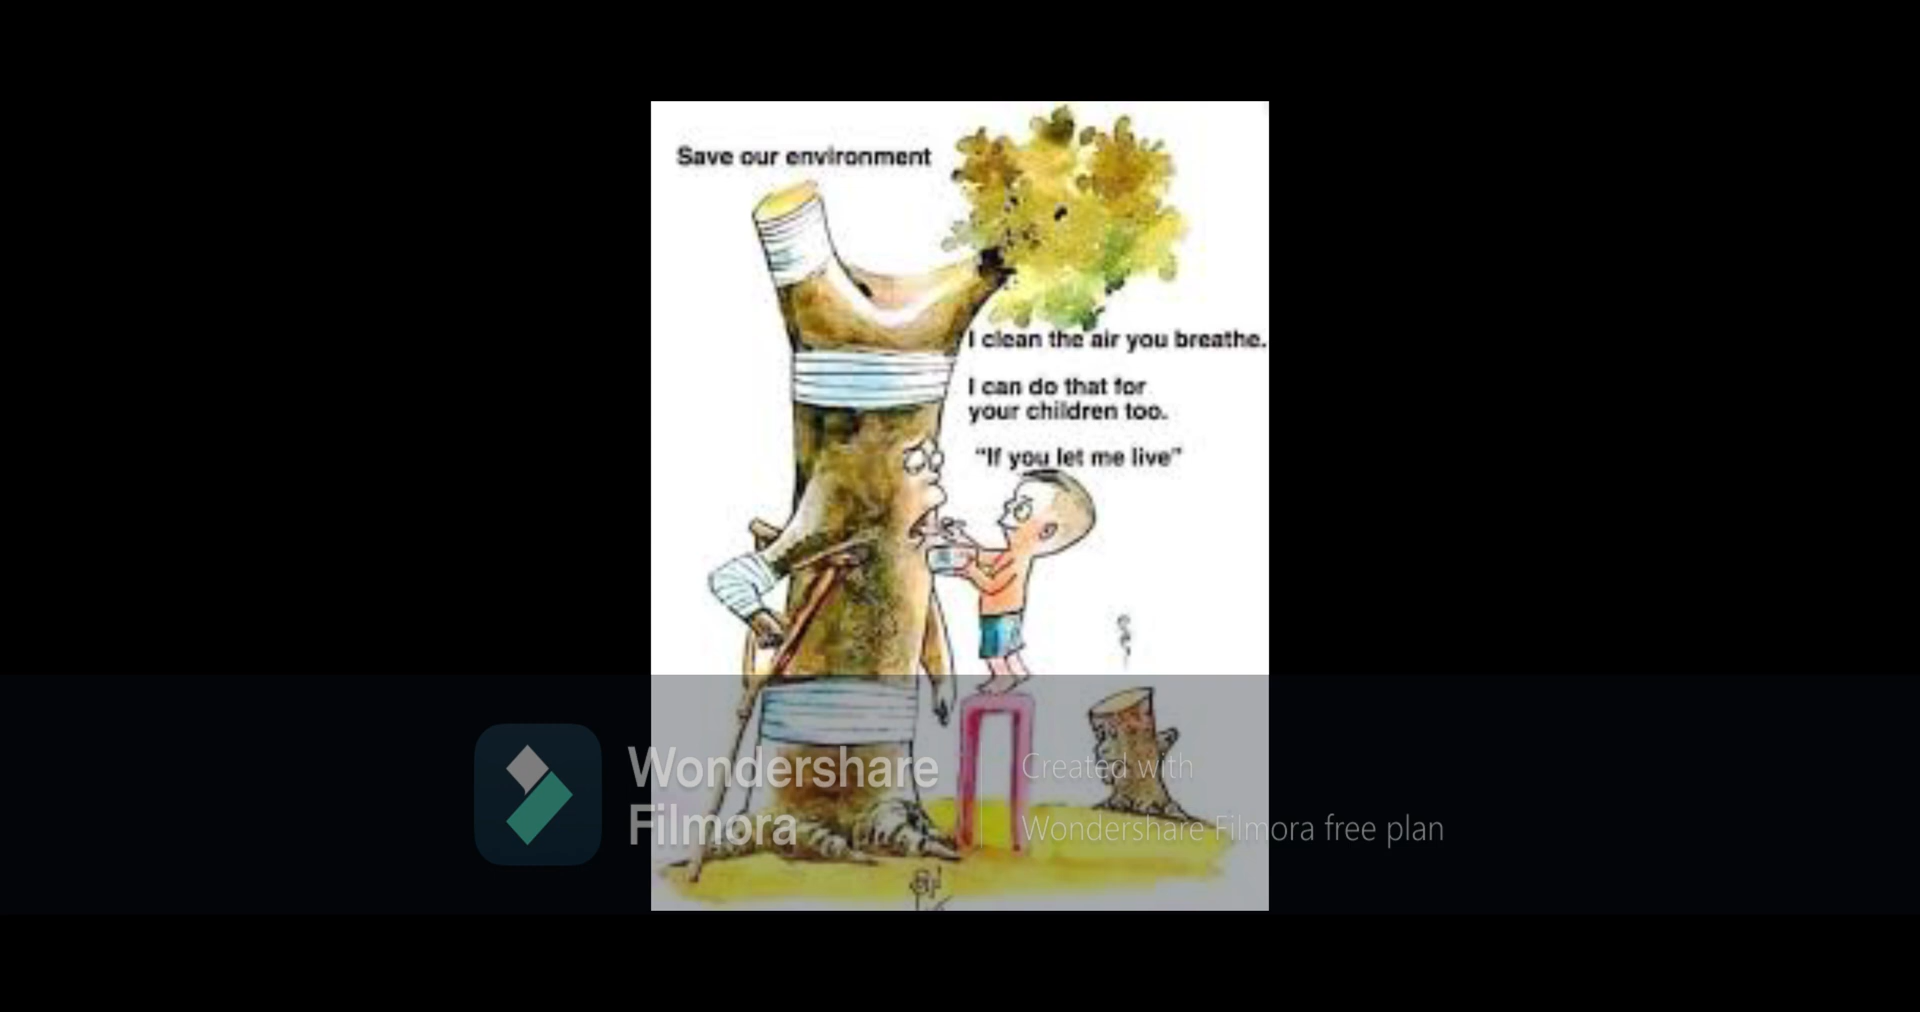 Save our environment
I clean the air you breathe.
I can do that for
your children too.
"If you let me live"
Wondershare
Filmora
Created with
Wondershare Filmora free plan